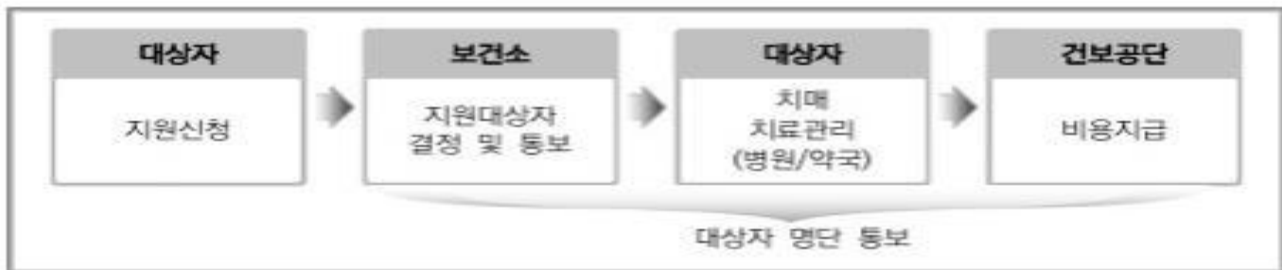 대상자
지원신청
보건소
지원대상자
결정 및 통보
대상자
치매
치료관리
(병원/약국)
건보공단
비용지급
대상자 명단 통보